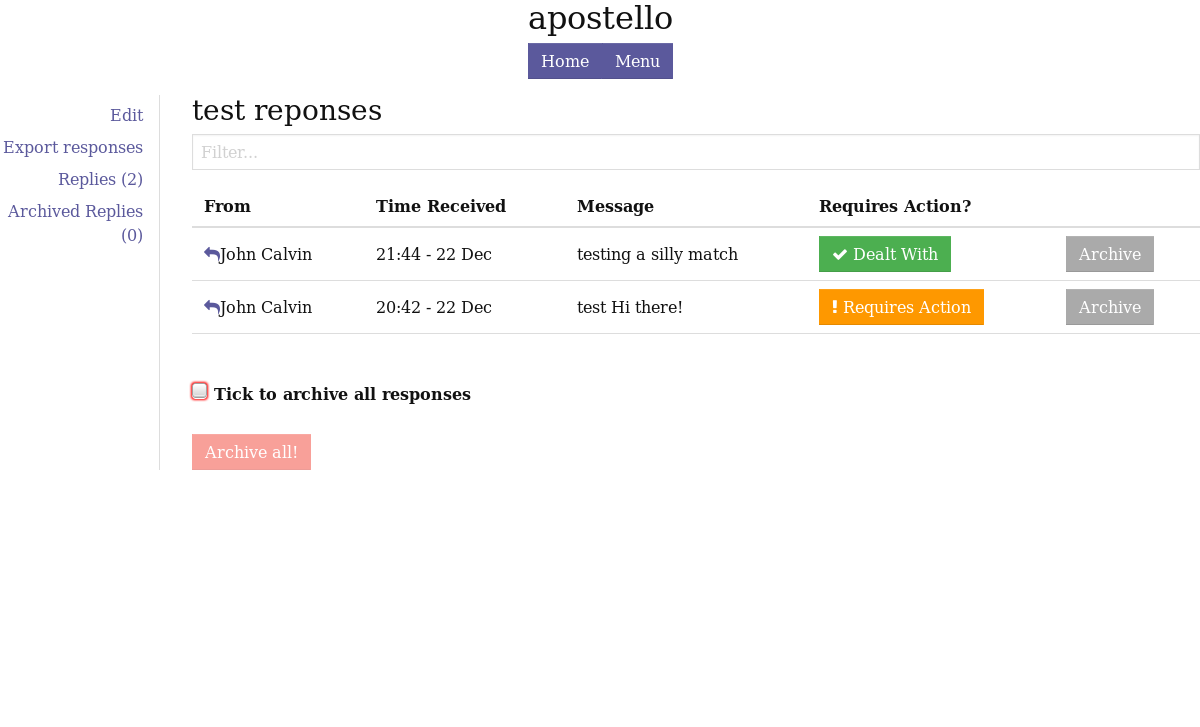 apostello
Home Menu
Edit
Export responses
Replies (2)
Archived Replies
(0)
test reponses
Filter...
From Time Received Message Requires Action?
John Calvin 21:44 - 22 Dec testing a silly match Dealt With Archive
John Calvin 20:42 - 22 Dec test Hi there! Requires Action Archive
Tick to archive all responses
Archive all!